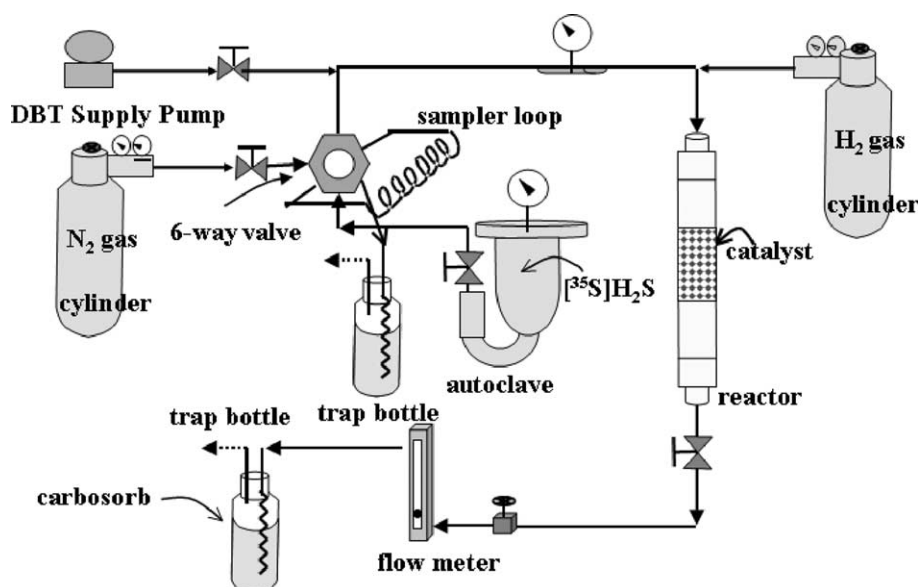 DBT Supply Pump
sampler loop
H₂ gas
cylinder
N₂ gas
cylinder
6-way valve
[³⁵S]H₂S
catalyst
autoclave
trap bottle
reactor
trap bottle
carbosorb
flow meter